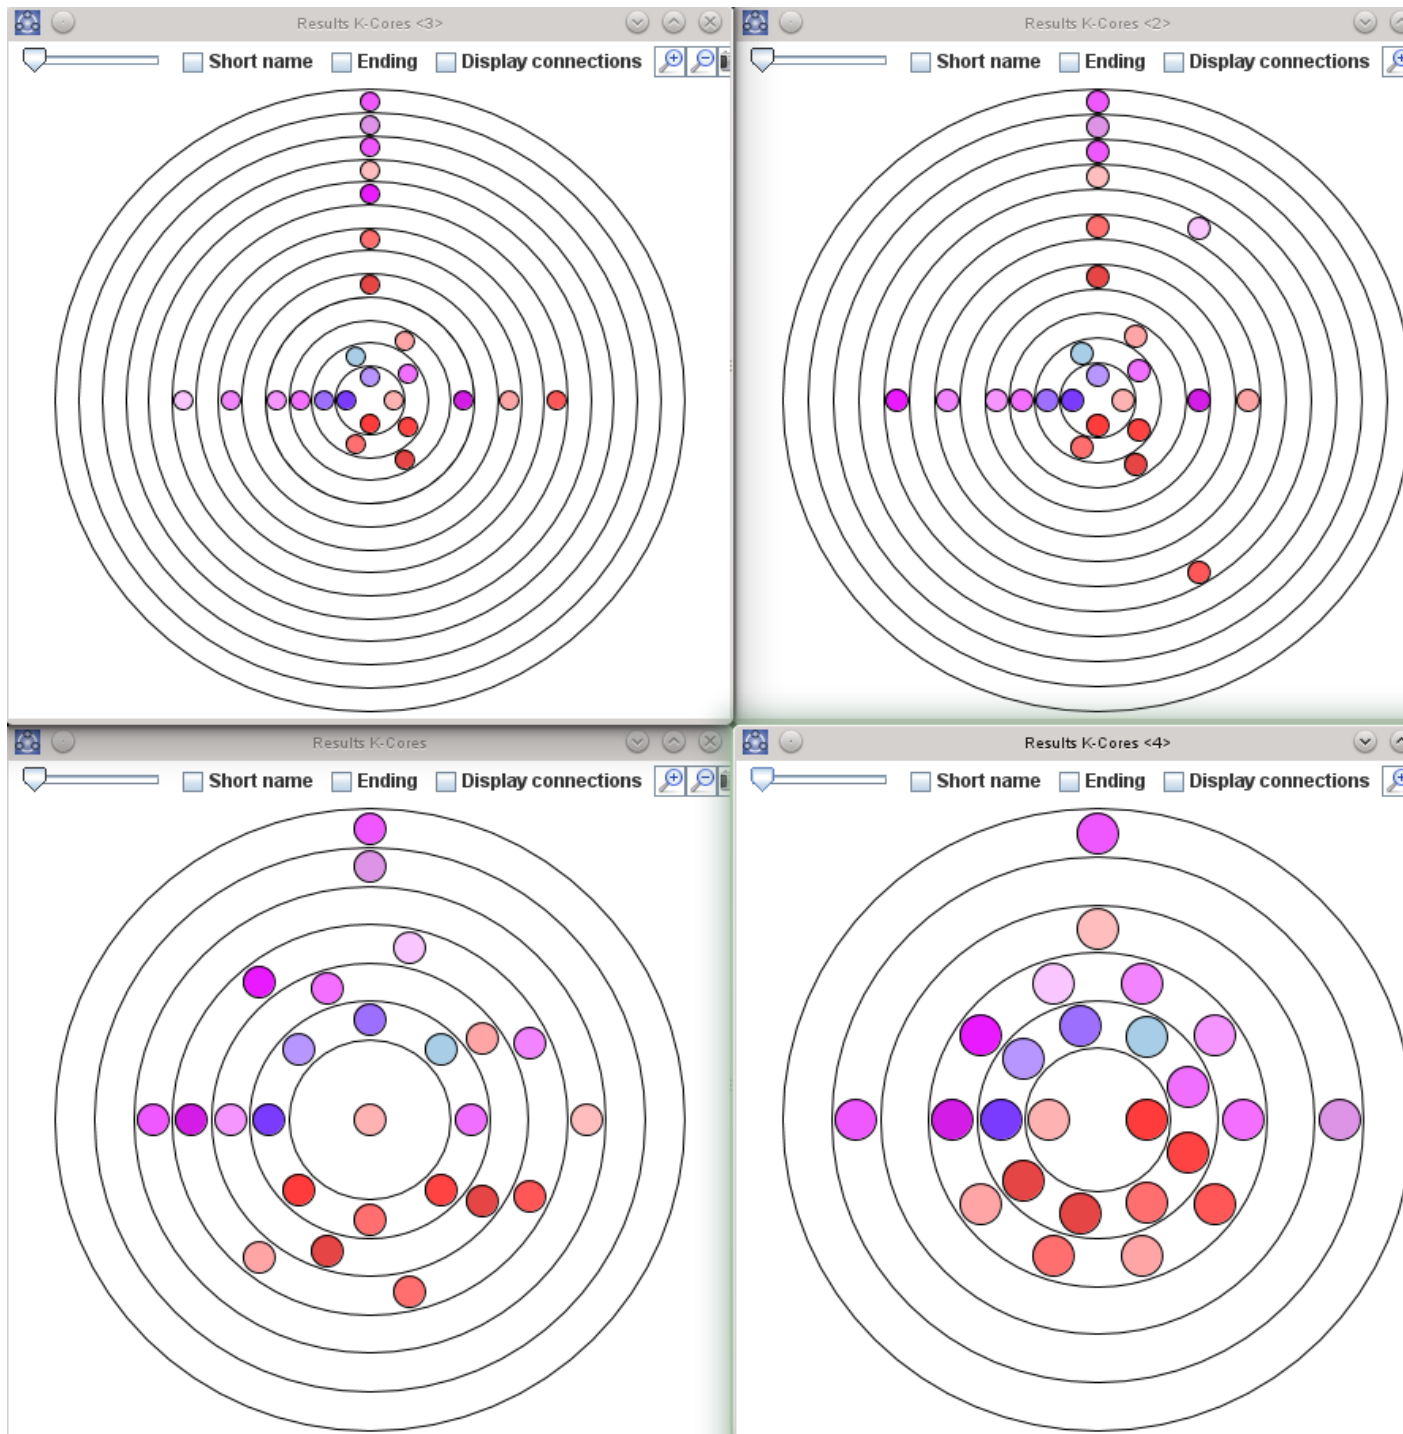 Results K-Cores <3>
Short name Ending Display connections
Results K-Cores <2>
Short name Ending Display connections
Results K-Cores
Short name Ending Display connections
Results K-Cores <4>
Short name Ending Display connections